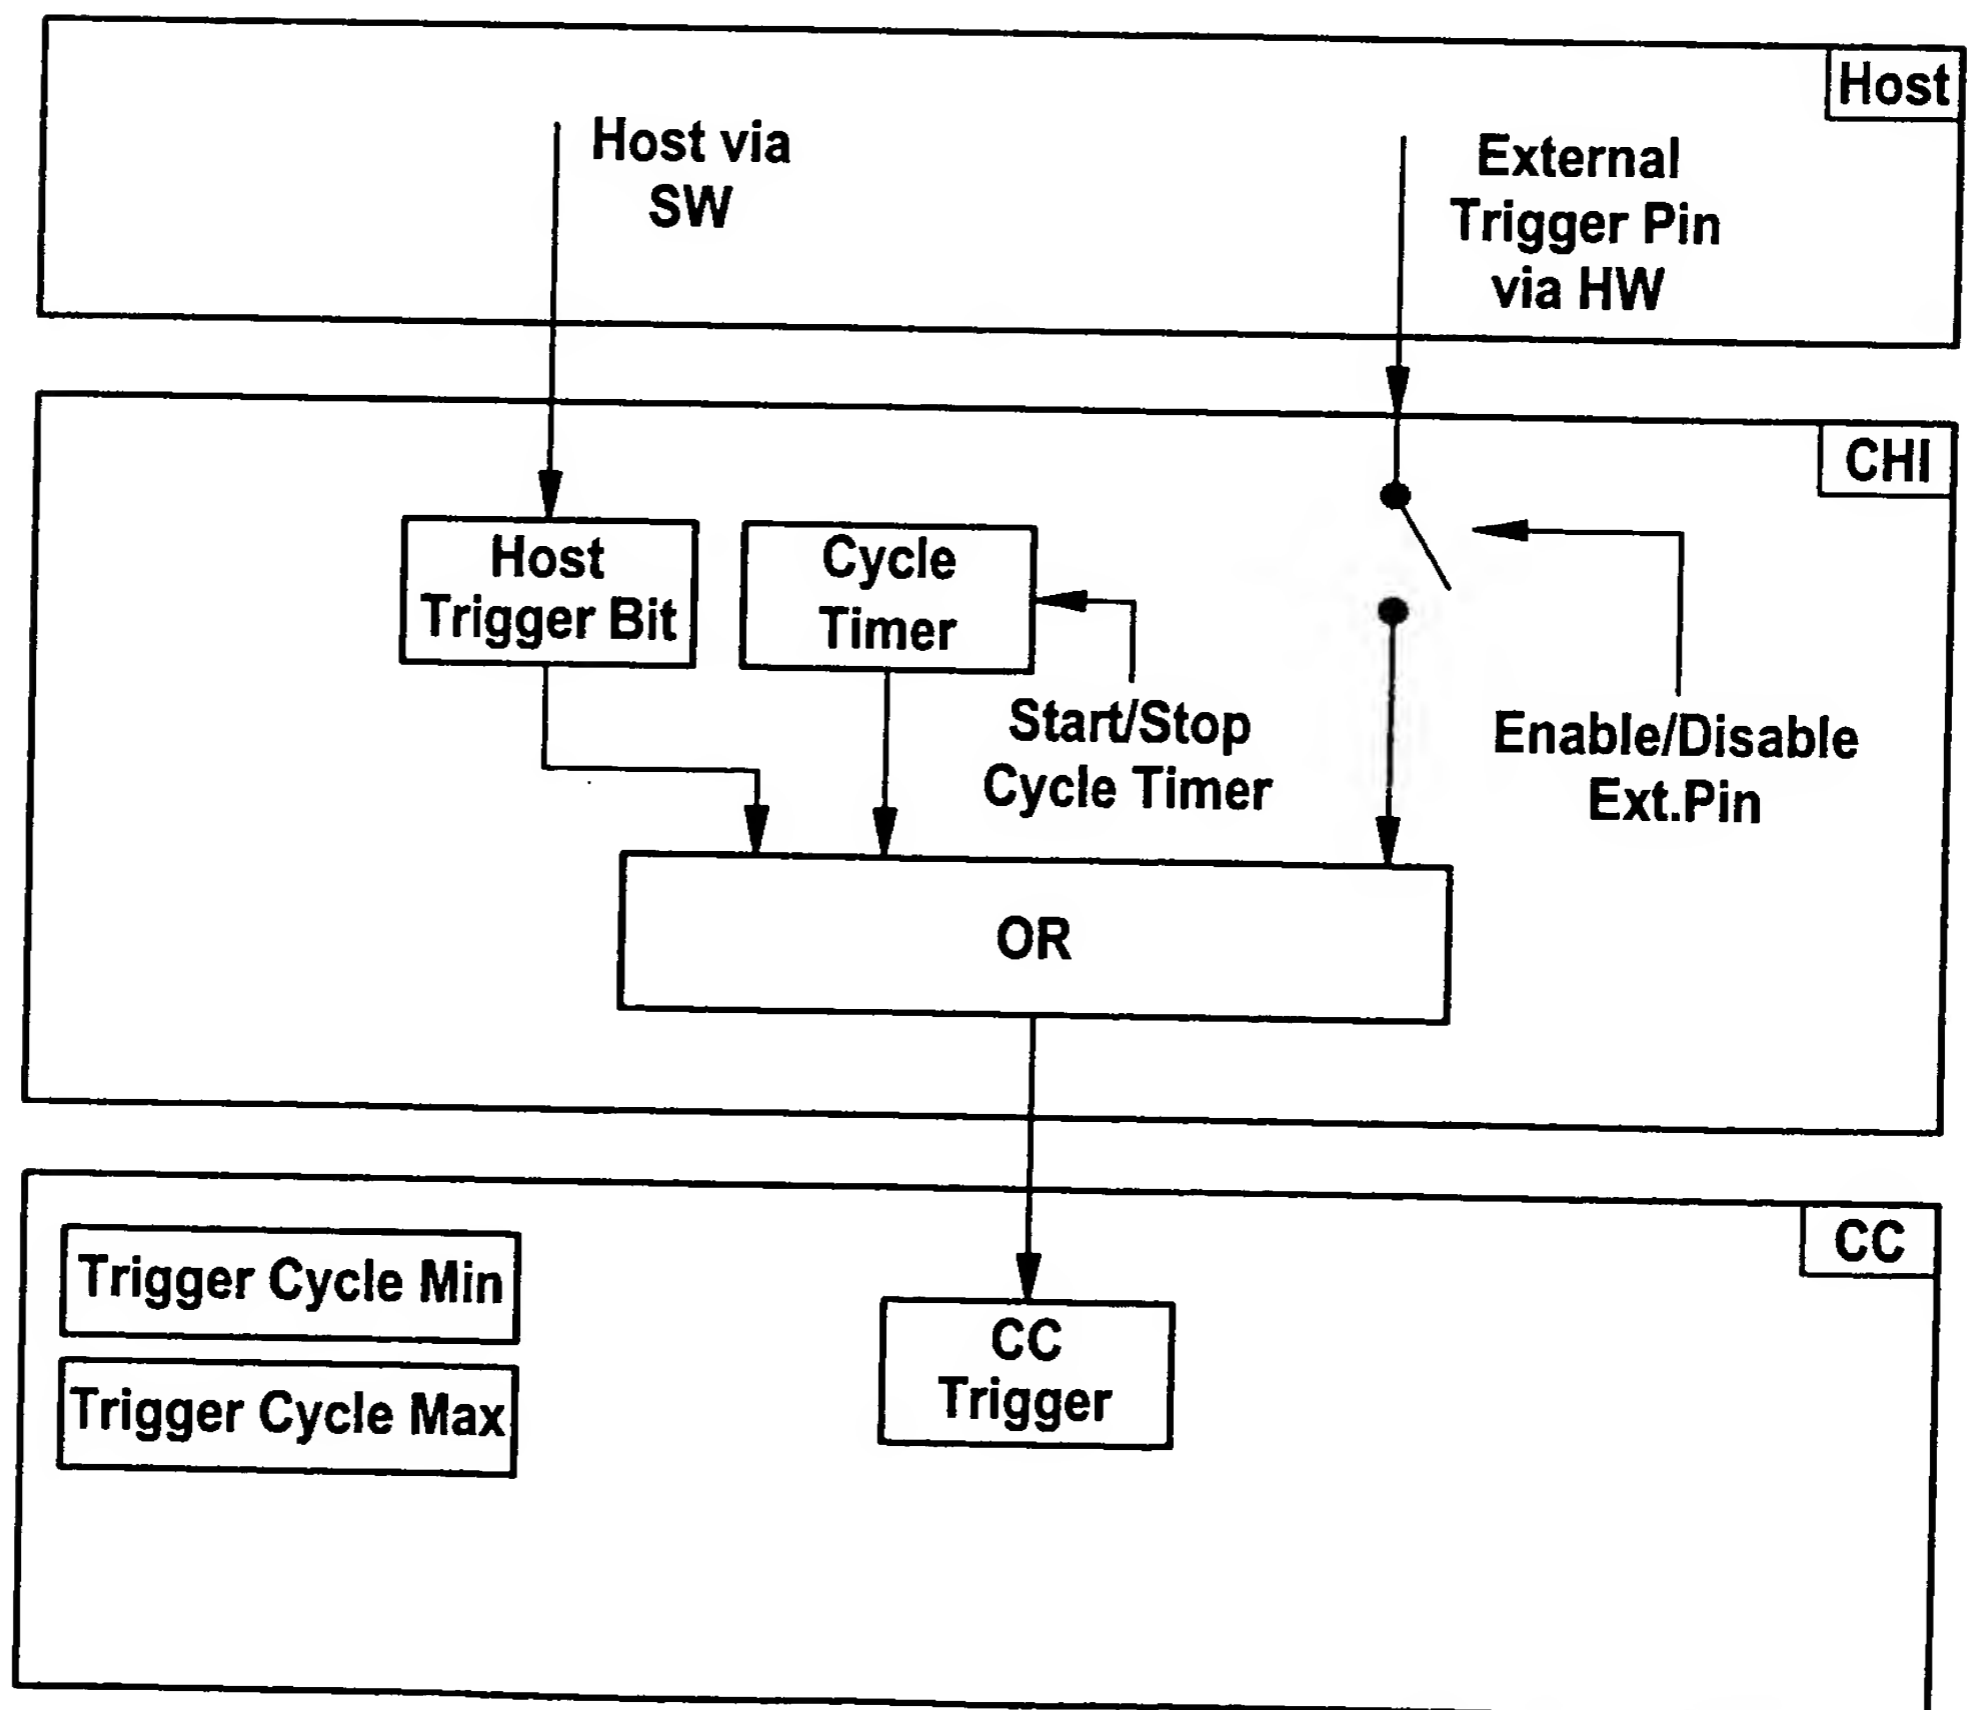 Host
Host via
SW
External
Trigger Pin
via HW
CHI
Host
Trigger Bit
Cycle
Timer
Start/Stop
Cycle Timer
Enable/Disable
Ext.Pin
OR
CC
Trigger Cycle Min
Trigger Cycle Max
CC
Trigger